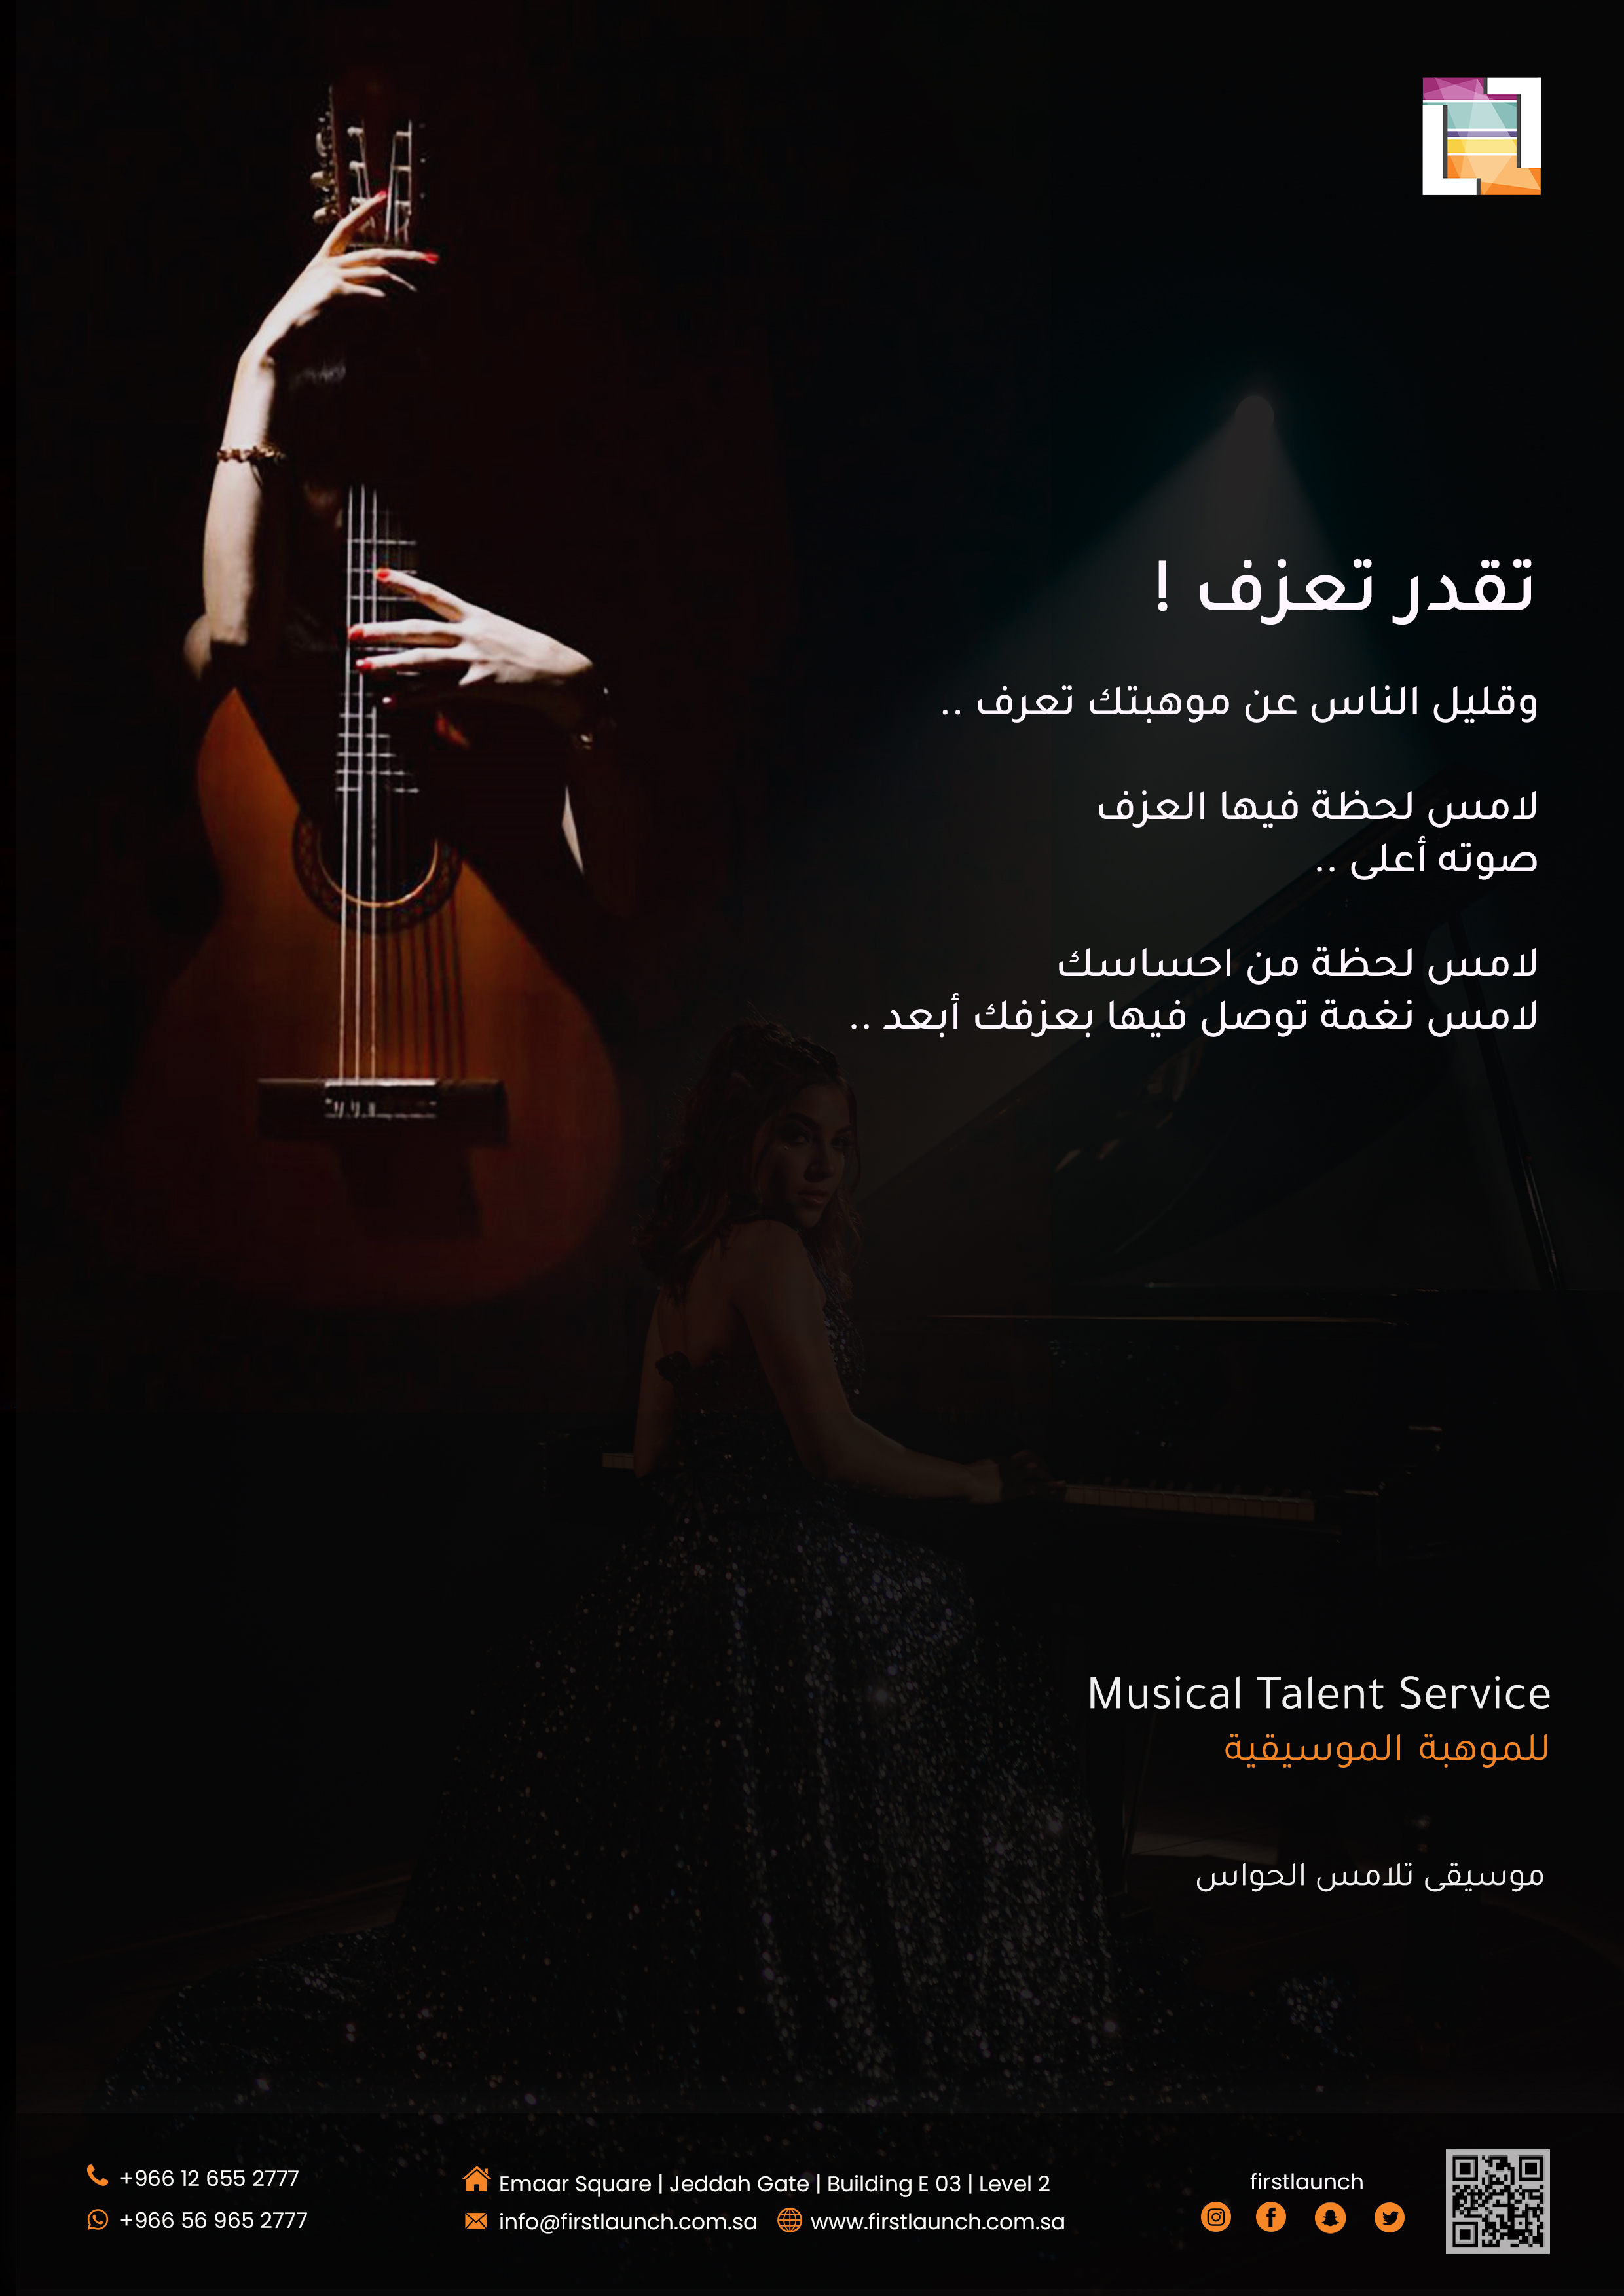 تقدر تعزف !
وقليل الناس عن موهبتك تعرف ..
لامس لحظة فيها العزف
صوته أعلى ..
لامس لحظة من احساسك
لامس نغمة توصل فيها بعزفك أبعد ..
Musical Talent Service
للموهبة الموسيقية
موسيقى تلامس الحواس
+966 12 655 2777
+966 56 965 2777
Emaar Square | Jeddah Gate | Building E 03 | Level 2
info@firstlaunch.com.sa www.firstlaunch.com.sa
firstlaunch